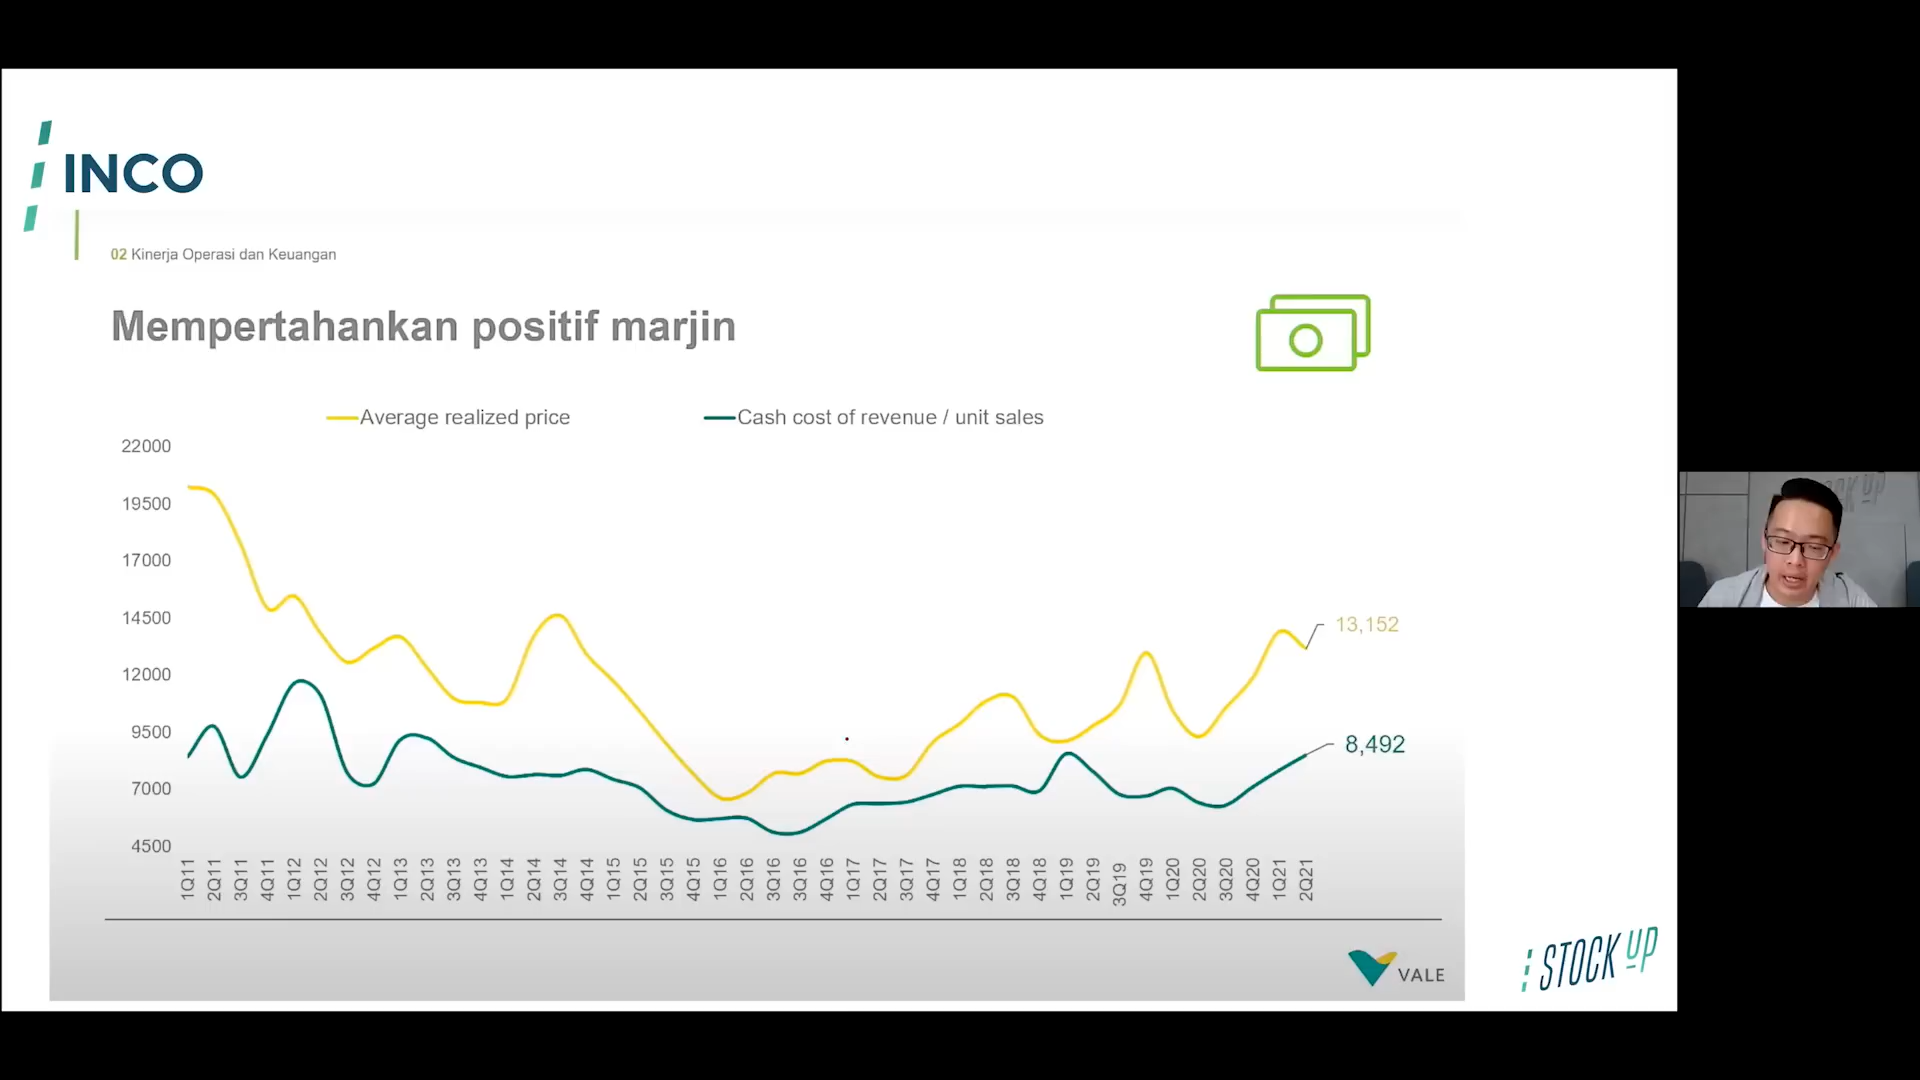 INCO
02 Kinerja Operasi dan Keuangan
Mempertahankan positif marjin
Average realized price
Cash cost of revenue / unit sales
22000
19500
17000
14500
12000
9500
7000
4500
13,152
8,492
1Q11 2Q11 3Q11 4Q11 1Q12 2Q12 3Q12 4Q12 1Q13 2Q13 3Q13 4Q13 1Q14 2Q14 3Q14 4Q14 1Q15 2Q15 3Q15 4Q15 1Q16 2Q16 3Q16 3Q16 4Q16 1Q17 2Q17 3Q17 4Q17 1Q18 2Q18 3Q18 4Q18 1Q19 2Q19 3Q19 4Q19 1Q20 2Q20 3Q20 4Q20 1Q21 2Q21
VALE
STOCK UP